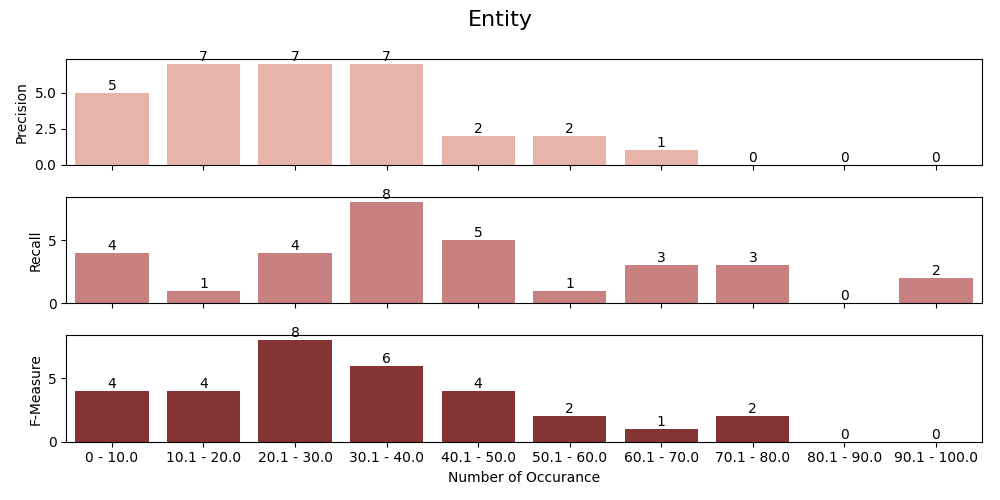 Entity
Precision
5.0
2.5
0.0
5 7 7 7 2 2 1 0 0 0
Recall
5
0
4 1 4 8 5 1 3 3 0 2
F-Measure
5
0
4 4 8 6 4 2 1 2 0 0
0 - 10.0 10.1 - 20.0 20.1 - 30.0 30.1 - 40.0 40.1 - 50.0 50.1 - 60.0 60.1 - 70.0 70.1 - 80.0 80.1 - 90.0 90.1 - 100.0
Number of Occurance